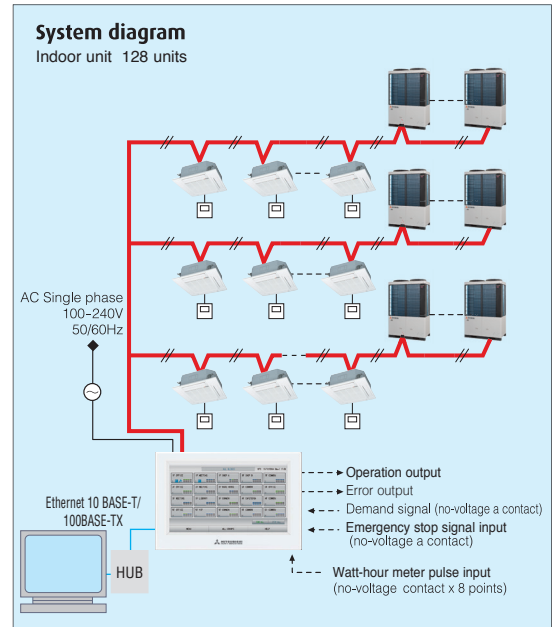 System diagram
Indoor unit 128 units
AC Single phase
100-240V
50/60Hz
Operation output
Error output
Demand signal (no-voltage a contact)
Emergency stop signal input
(no-voltage a contact)
Watt-hour meter pulse input
(no-voltage contact x 8 points)
Ethernet 10 BASE-T/
100BASE-TX
HUB